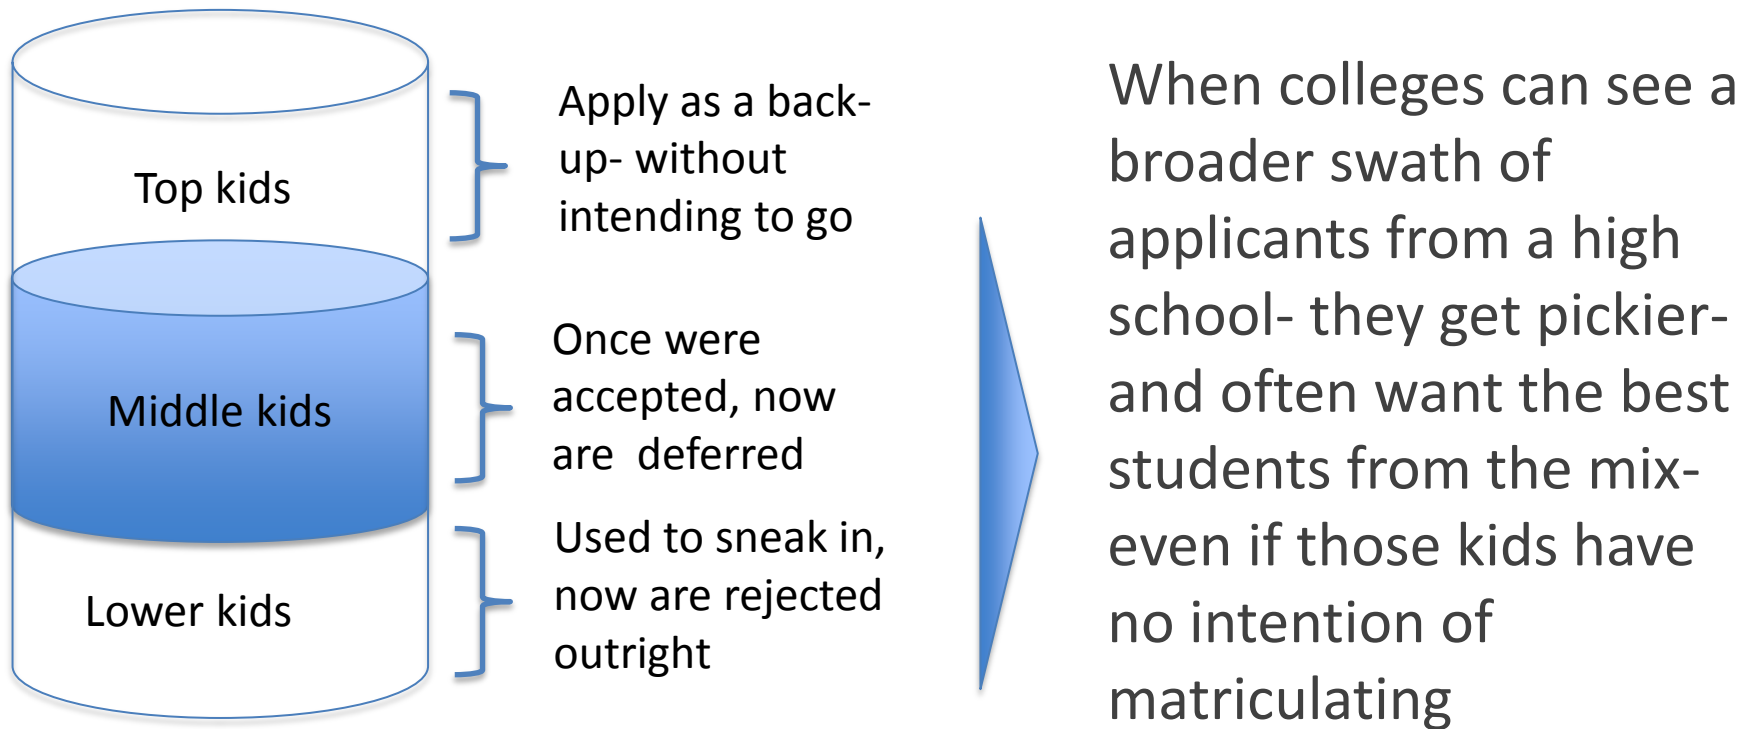 Top kids
Apply as a back-
up- without
intending to go
Middle kids
Once were
accepted, now
are  deferred
Lower kids
Used to sneak in,
now are rejected
outright
When colleges can see a
broader swath of
applicants from a high
school- they get pickier-
and often want the best
students from the mix-
even if those kids have
no intention of
matriculating